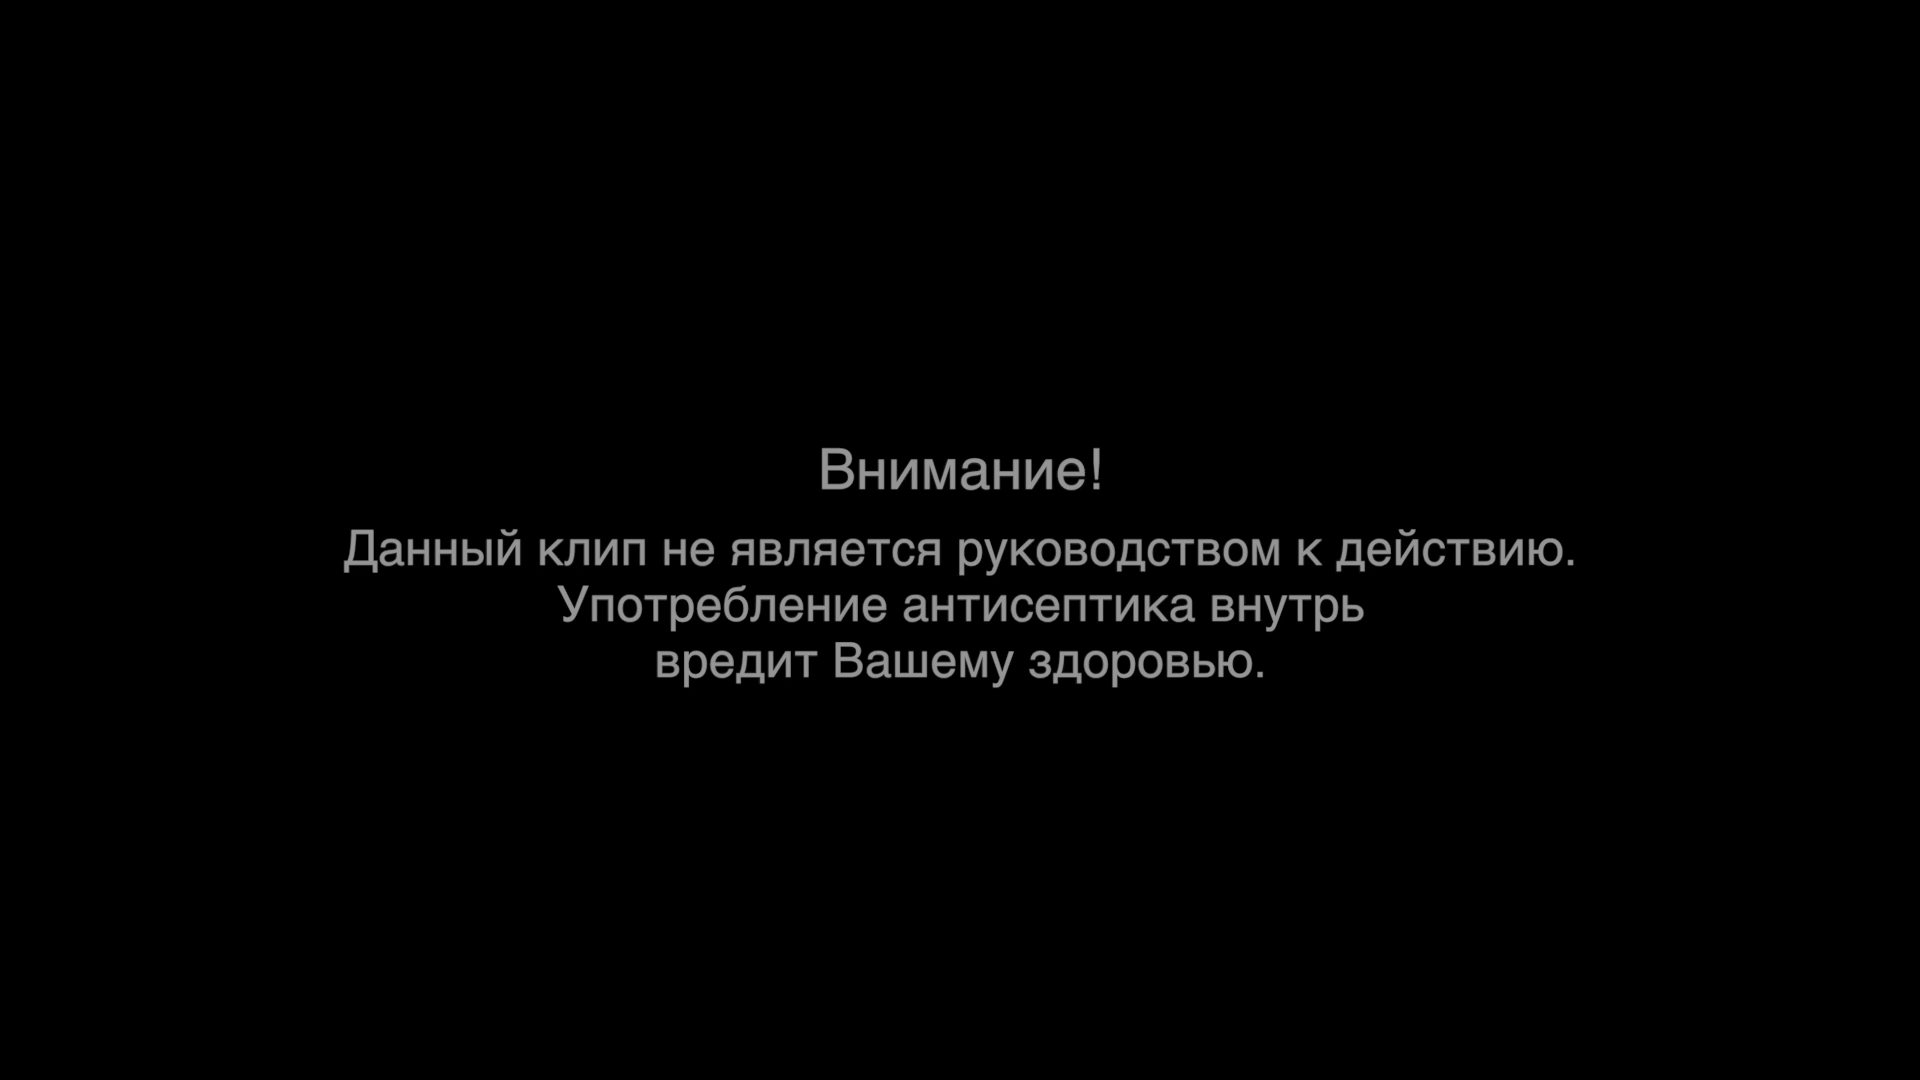 Внимание!
Данный клип не является руководством к действию.
Употребление антисептика внутрь
вредит Вашему здоровью.